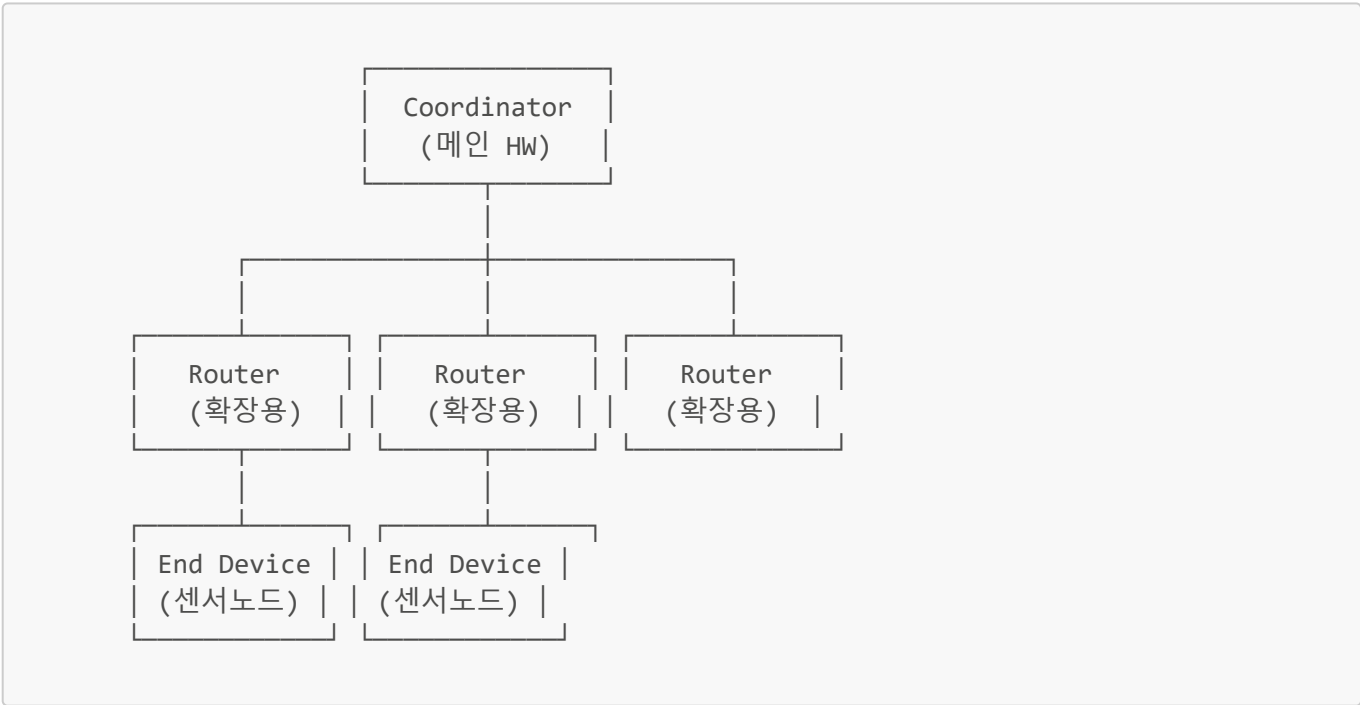 Coordinator
(메인 HW)
Router Router Router
(확장용) (확장용) (확장용)
End Device End Device
(센서노드) (센서노드)